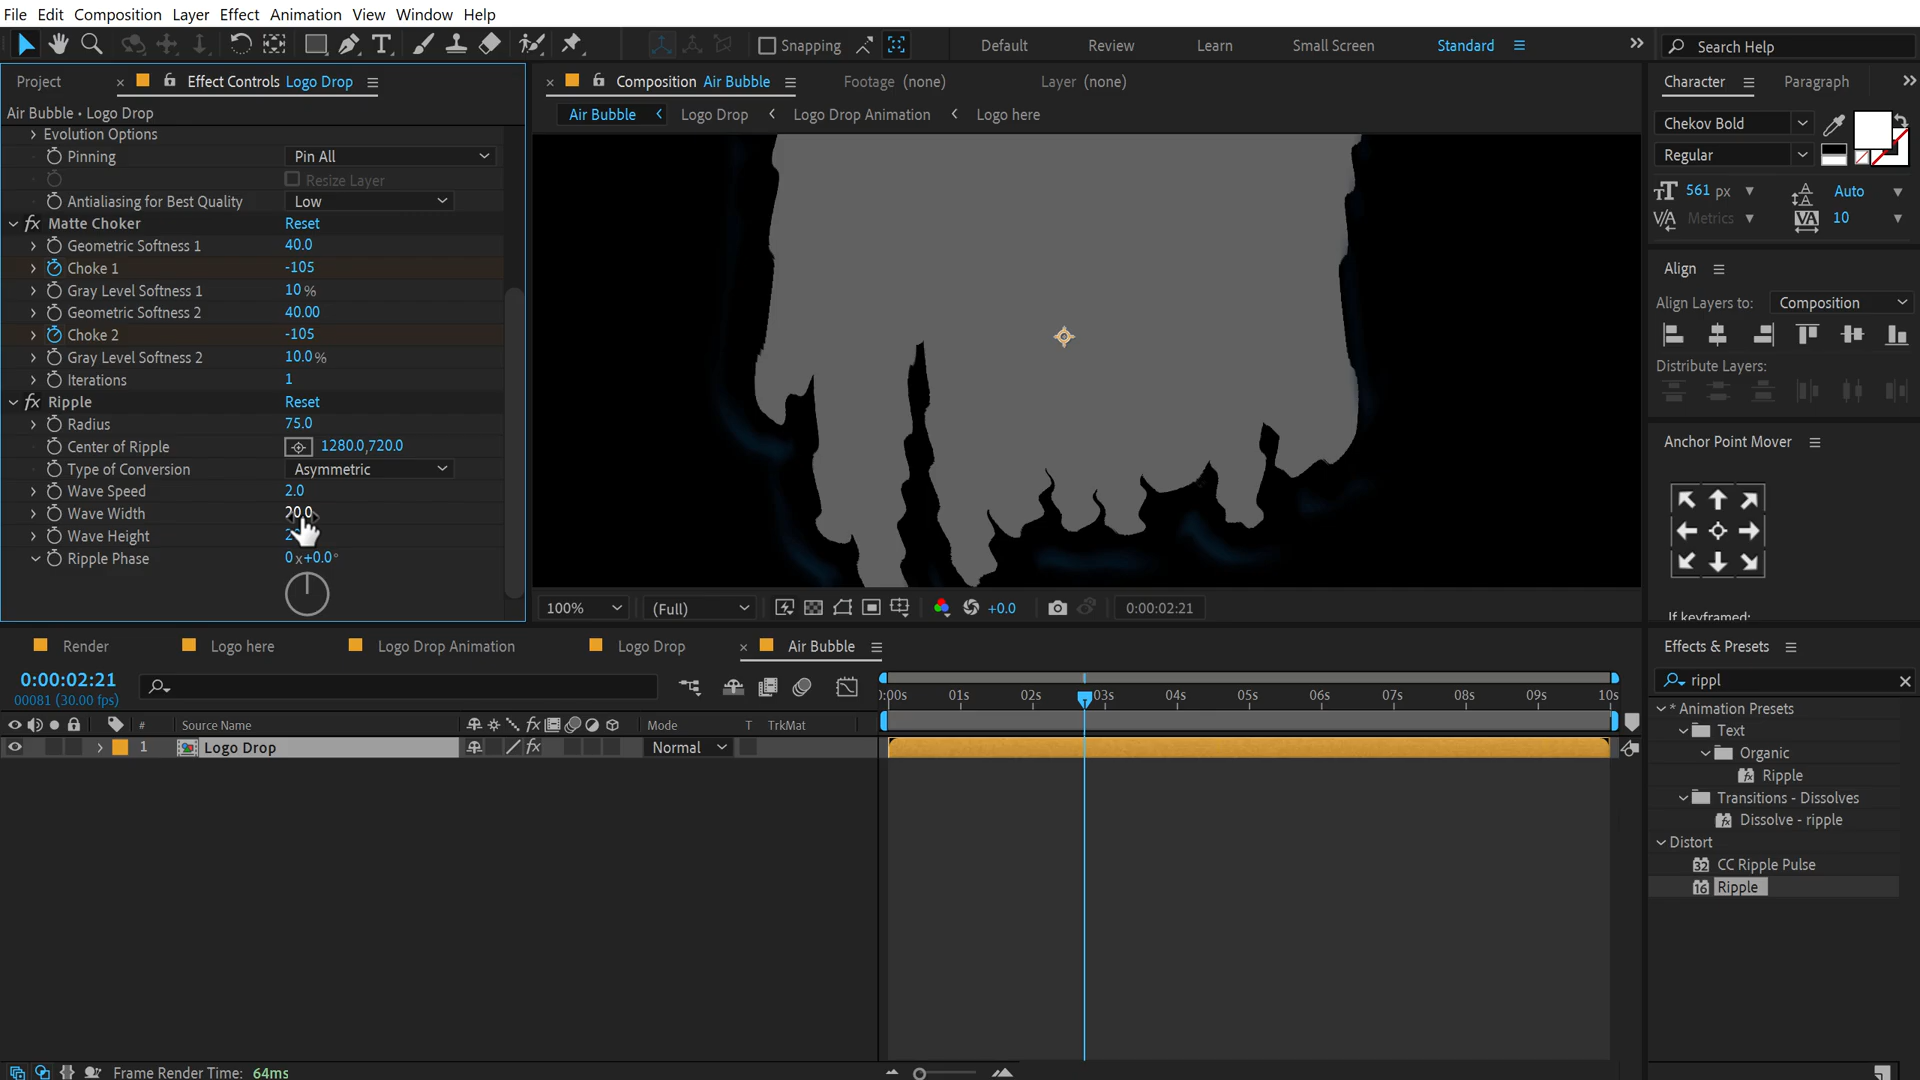 File Edit Composition Layer Effect Animation View Window Help
Snapping
Default Review Learn Small Screen Standard
Search Help
Project
Effect Controls Logo Drop
Composition Air Bubble
Footage (none)
Layer (none)
Character
Paragraph
Air Bubble • Logo Drop
Air Bubble
Logo Drop
Logo Drop Animation
Logo here
Evolution Options
Pinning Pin All
Resize Layer
Antialiasing for Best Quality Low
fx Matte Choker Reset
Geometric Softness 1 40.0
Choke 1 -105
Gray Level Softness 1 10 %
Geometric Softness 2 40.00
Choke 2 -105
Gray Level Softness 2 10.0 %
Iterations 1
fx Ripple Reset
Radius 75.0
Center of Ripple 1280.0,720.0
Type of Conversion Asymmetric
Wave Speed 2.0
Wave Width 20.0
Wave Height
Ripple Phase 0 x+0.0°
Chekov Bold
Regular
561 px
Auto
Metrics
10
Align
Align Layers to: Composition
Distribute Layers:
Anchor Point Mover
If keyframed:
100%
(Full)
+0.0
0:00:02:21
Render
Logo here
Logo Drop Animation
Logo Drop
Air Bubble
0:00:02:21
00081 (30.00 fps)
:00s 01s 02s 03s 04s 05s 06s 07s 08s 09s 10s
# Source Name fx Mode T TrkMat
1 Logo Drop fx Normal
Effects & Presets
rippl
* Animation Presets
Text
Organic
Ripple
Transitions - Dissolves
Dissolve - ripple
Distort
32 CC Ripple Pulse
16 Ripple
Frame Render Time: 64ms